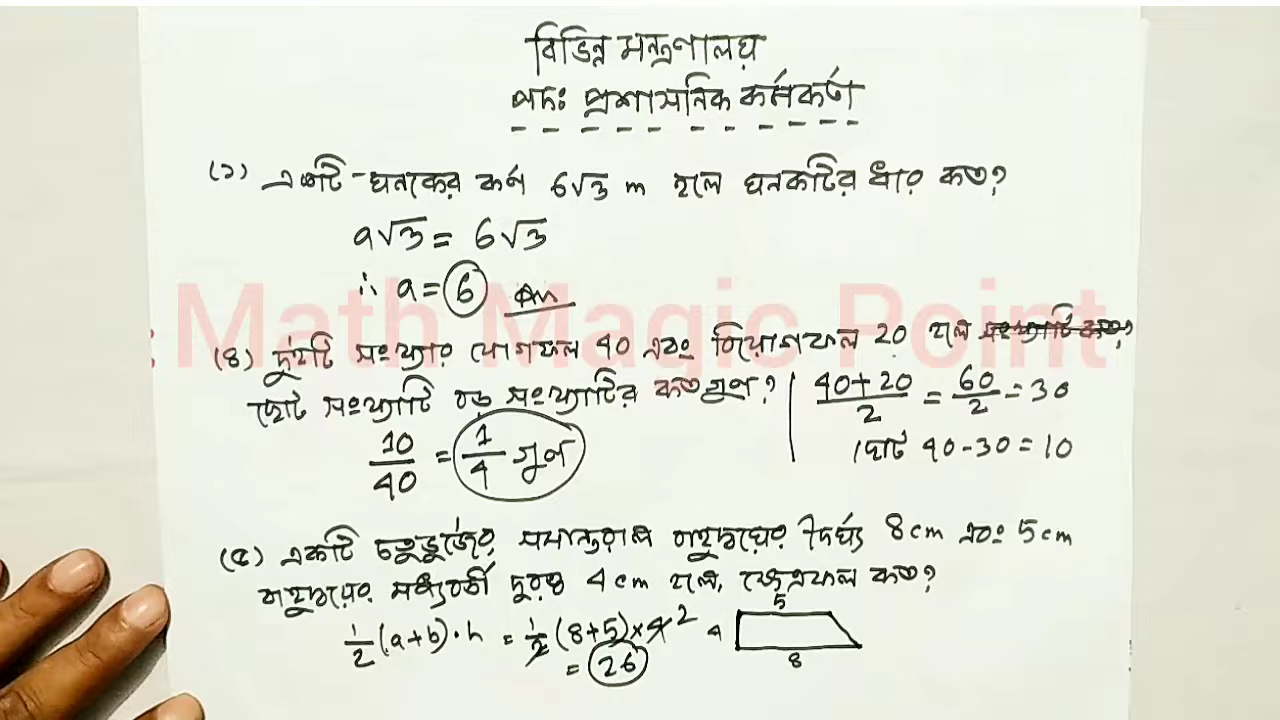 বিভিন্ন মন্ত্রণালয়
পদঃ প্রশাসনিক কর্মকর্তা
(১) একটি ঘনকের কর্ণ 6√3 m হলে ঘনকটির ধার কত?
a√3 = 6√3
∴ a = 6 Ans
Math Magic Point
(৪) দুইটি সংখ্যার যোগফল 40 এবং বিয়োগফল 20 হলে সংখ্যাটি কত?
ছোট সংখ্যাটি বড় সংখ্যাটির কতগুণ?
10/40 = 1/4 গুণ
(40+20)/2 = 60/2 = 30
ছোট 40-30=10
(৫) একটি চতুর্ভুজের সমান্তরাল বাহুদ্বয়ের দৈর্ঘ্য 8cm এবং 5cm
বাহুদ্বয়ের মধ্যবর্তী দূরত্ব 4cm হলে, ক্ষেত্রফল কত?
1/2 (a+b)·h = 1/2 (8+5)×4 2
= 26
5
4
8